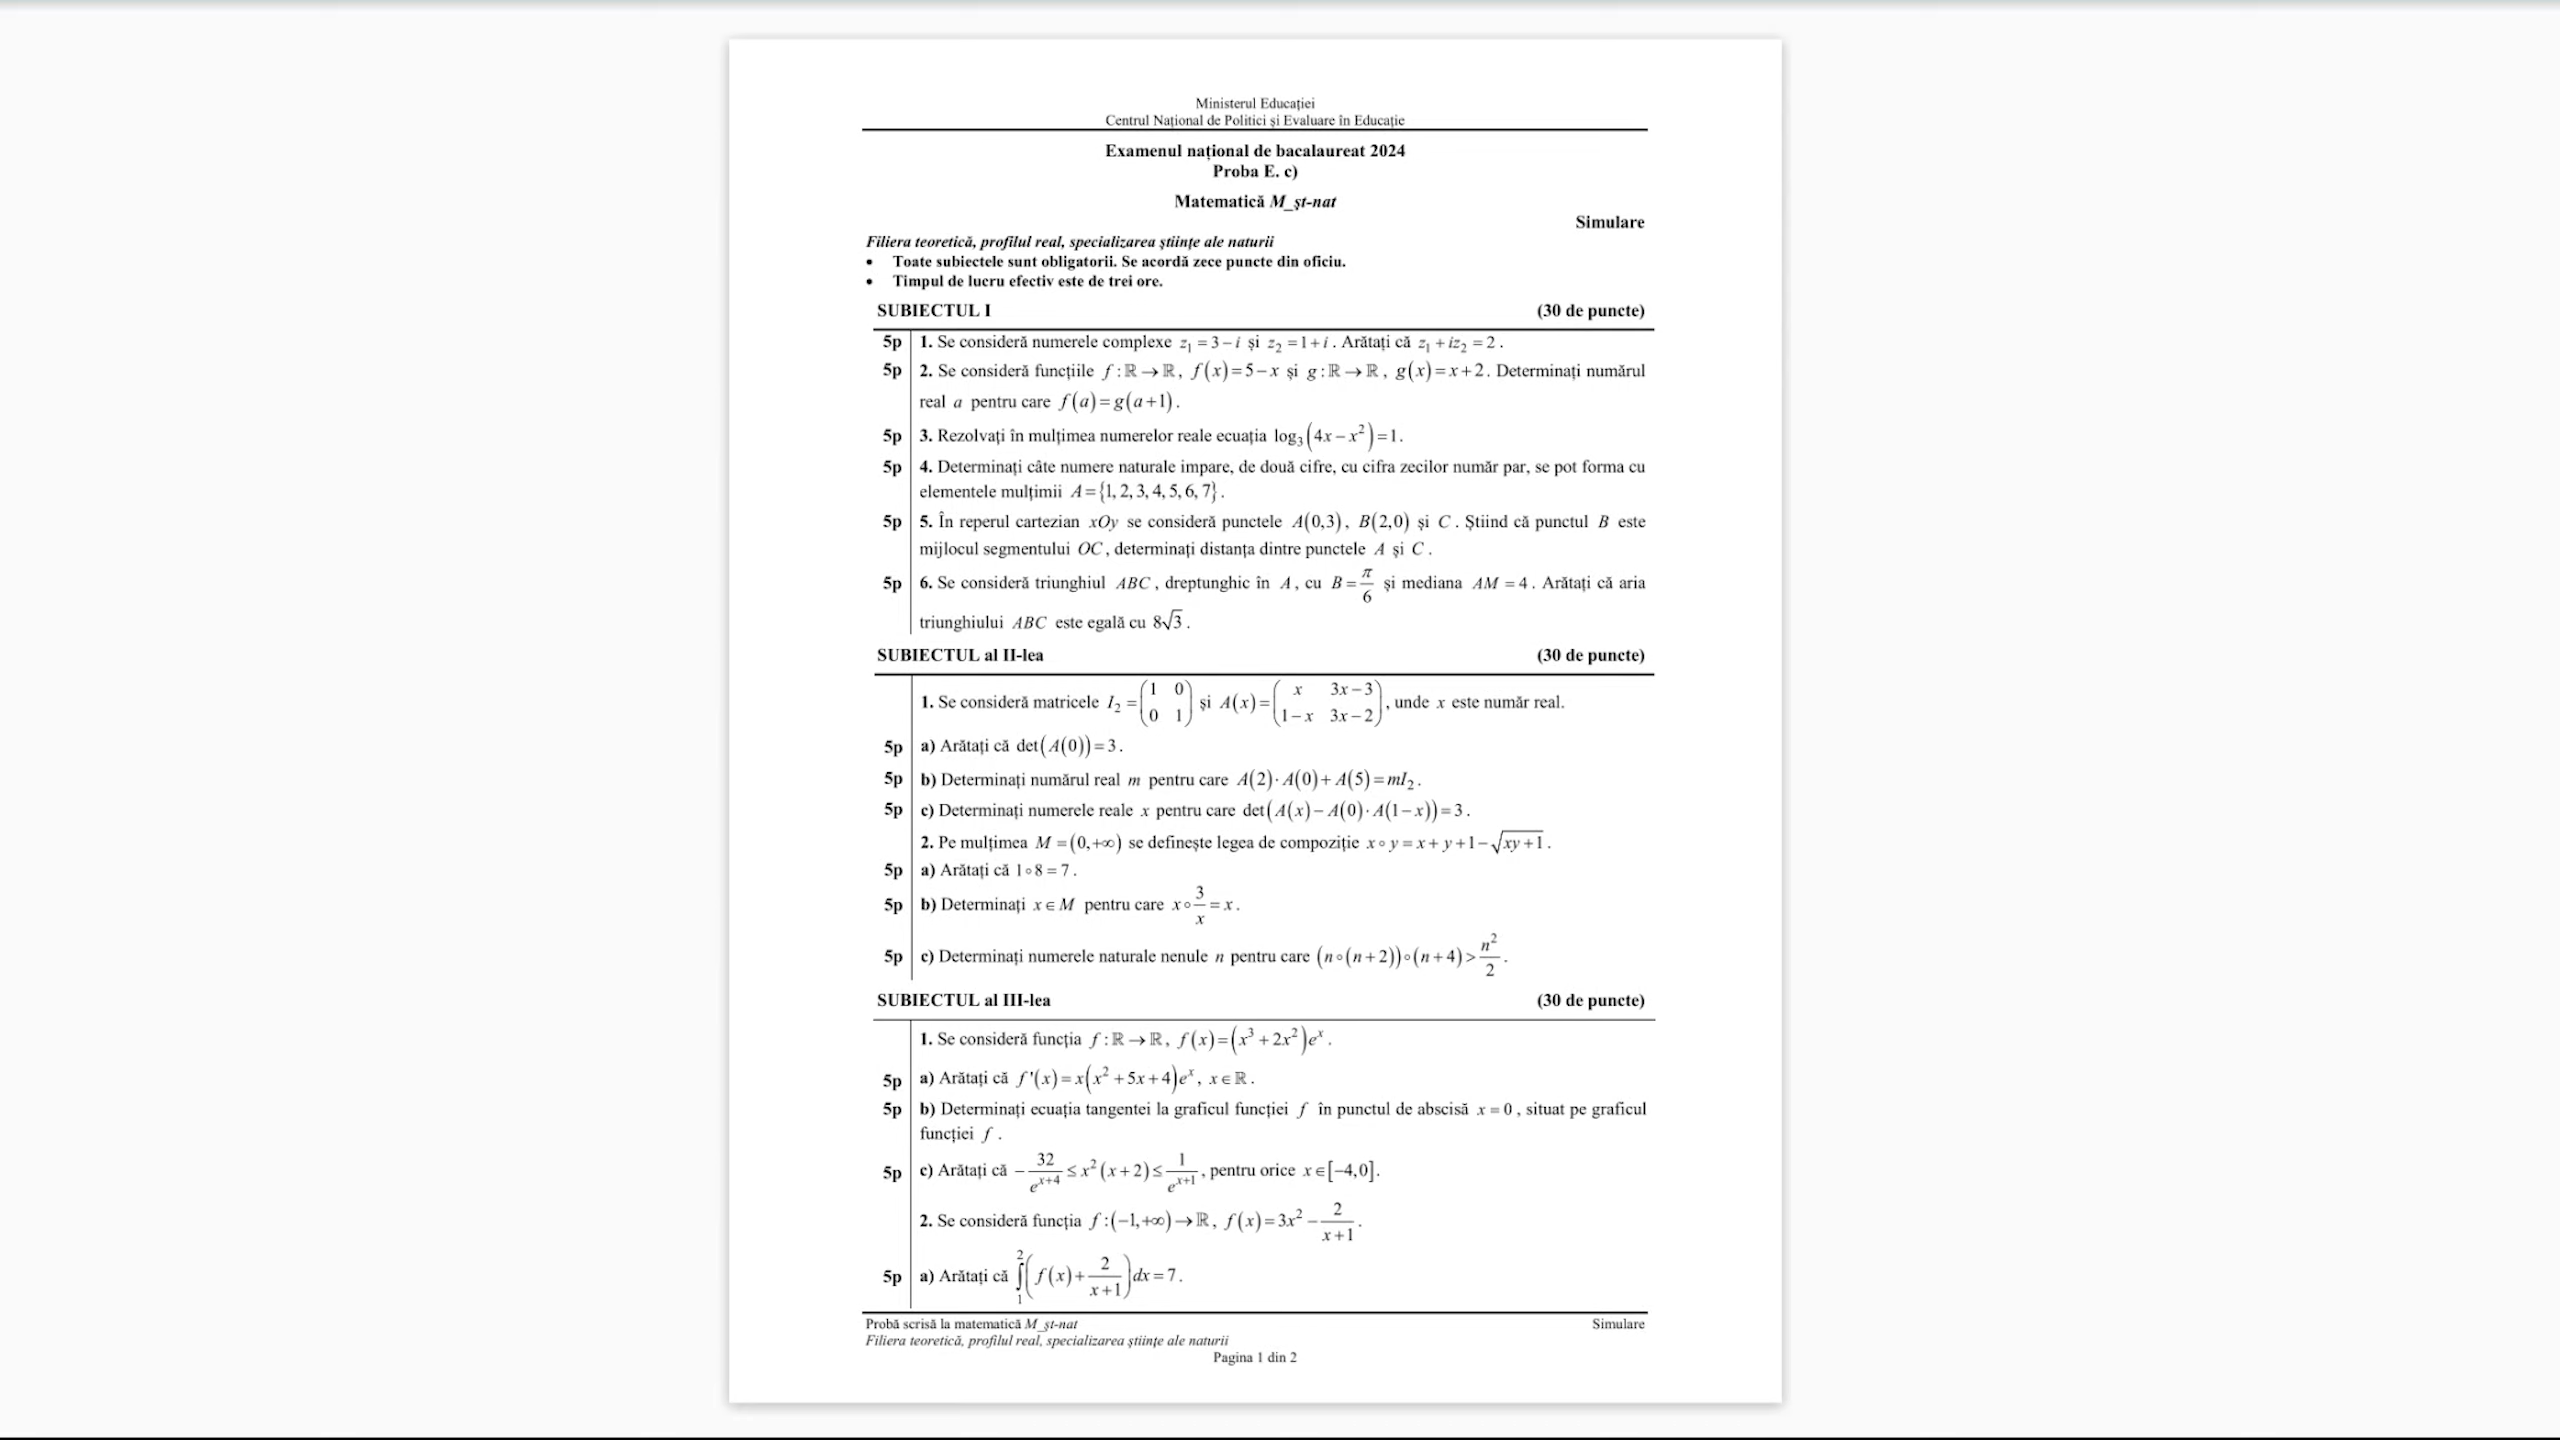 Ministerul Educației
Centrul Național de Politici și Evaluare în Educație
Examenul național de bacalaureat 2024
Proba E. c)
Matematică M_şt-nat
Simulare
Filiera teoretică, profilul real, specializarea ştiinţe ale naturii
• Toate subiectele sunt obligatorii. Se acordă zece puncte din oficiu.
• Timpul de lucru efectiv este de trei ore.
SUBIECTUL I (30 de puncte)
5p 1. Se consideră numerele complexe z₁ = 3 − i și z₂ = 1 + i . Arătați că z₁ + iz₂ = 2 .
5p 2. Se consideră funcțiile f : ℝ → ℝ , f(x) = 5 − x și g : ℝ → ℝ , g(x) = x + 2 . Determinați numărul
real a pentru care f(a) = g(a+1) .
5p 3. Rezolvați în mulțimea numerelor reale ecuația log₃(4x − x²) = 1.
5p 4. Determinați câte numere naturale impare, de două cifre, cu cifra zecilor număr par, se pot forma cu
elementele mulțimii A = {1, 2, 3, 4, 5, 6, 7} .
5p 5. În reperul cartezian xOy se consideră punctele A(0,3) , B(2,0) și C . Știind că punctul B este
mijlocul segmentului OC , determinați distanța dintre punctele A și C .
5p 6. Se consideră triunghiul ABC , dreptunghic în A , cu B = π/6 și mediana AM = 4 . Arătați că aria
triunghiului ABC este egală cu 8√3 .
SUBIECTUL al II-lea (30 de puncte)
1. Se consideră matricele I₂ = (1 0; 0 1) și A(x) = (x 3x−3; 1−x 3x−2) , unde x este număr real.
5p a) Arătați că det(A(0)) = 3 .
5p b) Determinați numărul real m pentru care A(2)·A(0) + A(5) = mI₂ .
5p c) Determinați numerele reale x pentru care det(A(x) − A(0)·A(1−x)) = 3 .
2. Pe mulțimea M = (0,+∞) se definește legea de compoziție x∘y = x + y + 1 − √(xy+1) .
5p a) Arătați că 1∘8 = 7 .
5p b) Determinați x ∈ M pentru care x∘3/x = x .
5p c) Determinați numerele naturale nenule n pentru care (n∘(n+2))∘(n+4) > n²/2 .
SUBIECTUL al III-lea (30 de puncte)
1. Se consideră funcția f : ℝ → ℝ , f(x) = (x³ + 2x²)eˣ .
5p a) Arătați că f'(x) = x(x² + 5x + 4)eˣ , x ∈ ℝ .
5p b) Determinați ecuația tangentei la graficul funcției f în punctul de abscisă x = 0 , situat pe graficul
funcției f .
5p c) Arătați că −32/eˣ⁺⁴ ≤ x²(x+2) ≤ 1/eˣ⁺¹ , pentru orice x ∈ [−4,0] .
2. Se consideră funcția f : (−1,+∞) → ℝ , f(x) = 3x² − 2/(x+1) .
5p a) Arătați că ∫₁²(f(x) + 2/(x+1))dx = 7 .
Probă scrisă la matematică M_şt-nat Simulare
Filiera teoretică, profilul real, specializarea ştiinţe ale naturii
Pagina 1 din 2